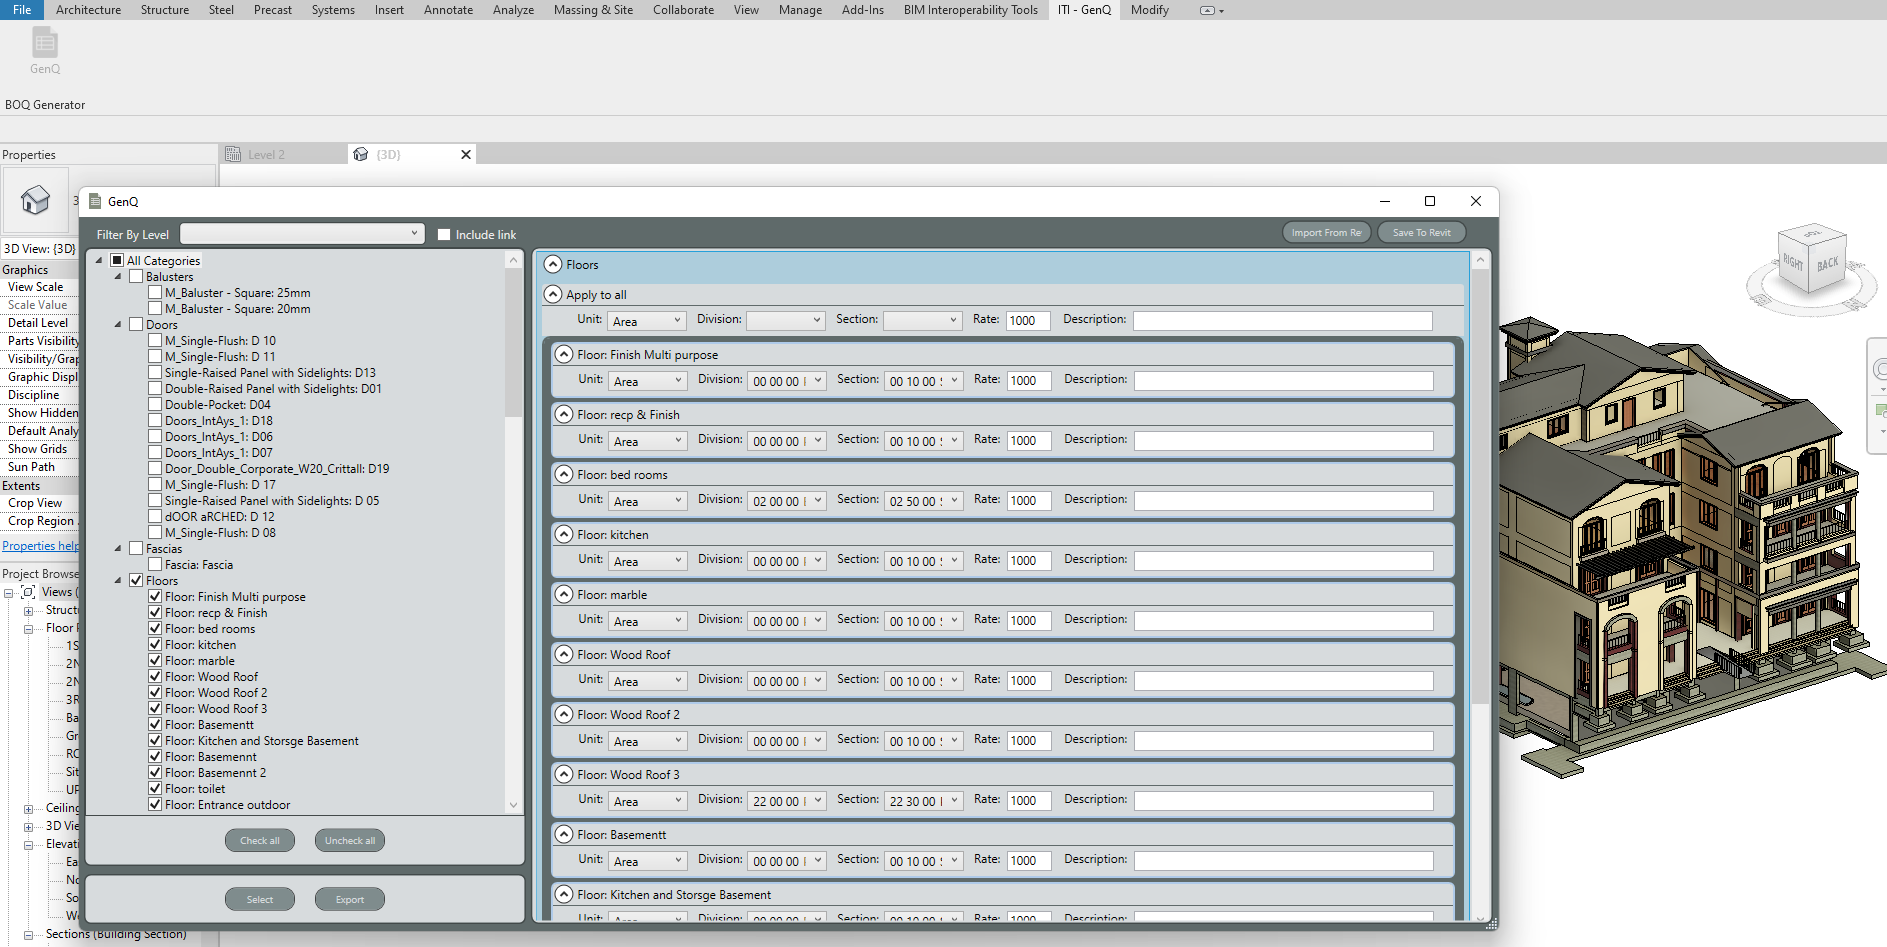 File Architecture Structure Steel Precast Systems Insert Annotate Analyze Massing & Site Collaborate View Manage Add-Ins BIM Interoperability Tools ITI - GenQ Modify
GenQ
BOQ Generator
Properties
Level 2
{3D}
3
3D View: {3D}
Graphics
View Scale
Scale Value
Detail Level
Parts Visibility
Visibility/Grap
Graphic Displ
Discipline
Show Hidden
Default Analy
Show Grids
Sun Path
Extents
Crop View
Crop Region
Properties help
Project Browse
Views (
Struct
Floor
1S
2N
2N
3R
Ba
Gr
RC
Sit
UP
Ceiling
3D Vie
Elevati
Ea
No
So
We
Sections (Building Section)
GenQ
Filter By Level
Include link
Import From Re
Save To Revit
All Categories
Balusters
M_Baluster - Square: 25mm
M_Baluster - Square: 20mm
Doors
M_Single-Flush: D 10
M_Single-Flush: D 11
Single-Raised Panel with Sidelights: D13
Double-Raised Panel with Sidelights: D01
Double-Pocket: D04
Doors_IntAys_1: D18
Doors_IntAys_1: D06
Doors_IntAys_1: D07
Door_Double_Corporate_W20_Crittall: D19
M_Single-Flush: D 17
Single-Raised Panel with Sidelights: D 05
dOOR aRCHED: D 12
M_Single-Flush: D 08
Fascias
Fascia: Fascia
Floors
Floor: Finish Multi purpose
Floor: recp & Finish
Floor: bed rooms
Floor: kitchen
Floor: marble
Floor: Wood Roof
Floor: Wood Roof 2
Floor: Wood Roof 3
Floor: Basementt
Floor: Kitchen and Storsge Basement
Floor: Basemennt
Floor: Basemennt 2
Floor: toilet
Floor: Entrance outdoor
Check all
Uncheck all
Select
Export
Floors
Apply to all
Unit: Area Division: Section: Rate: 1000 Description:
Floor: Finish Multi purpose
Unit: Area Division: 00 00 00 Section: 00 10 00 Rate: 1000 Description:
Floor: recp & Finish
Unit: Area Division: 00 00 00 Section: 00 10 00 Rate: 1000 Description:
Floor: bed rooms
Unit: Area Division: 02 00 00 Section: 02 50 00 Rate: 1000 Description:
Floor: kitchen
Unit: Area Division: 00 00 00 Section: 00 10 00 Rate: 1000 Description:
Floor: marble
Unit: Area Division: 00 00 00 Section: 00 10 00 Rate: 1000 Description:
Floor: Wood Roof
Unit: Area Division: 00 00 00 Section: 00 10 00 Rate: 1000 Description:
Floor: Wood Roof 2
Unit: Area Division: 00 00 00 Section: 00 10 00 Rate: 1000 Description:
Floor: Wood Roof 3
Unit: Area Division: 22 00 00 Section: 22 30 00 Rate: 1000 Description:
Floor: Basementt
Unit: Area Division: 00 00 00 Section: 00 10 00 Rate: 1000 Description:
Floor: Kitchen and Storsge Basement
Unit: Area Division: 00 00 00 Section: 00 10 00 Rate: 1000 Description:
TOP
RIGHT
BACK